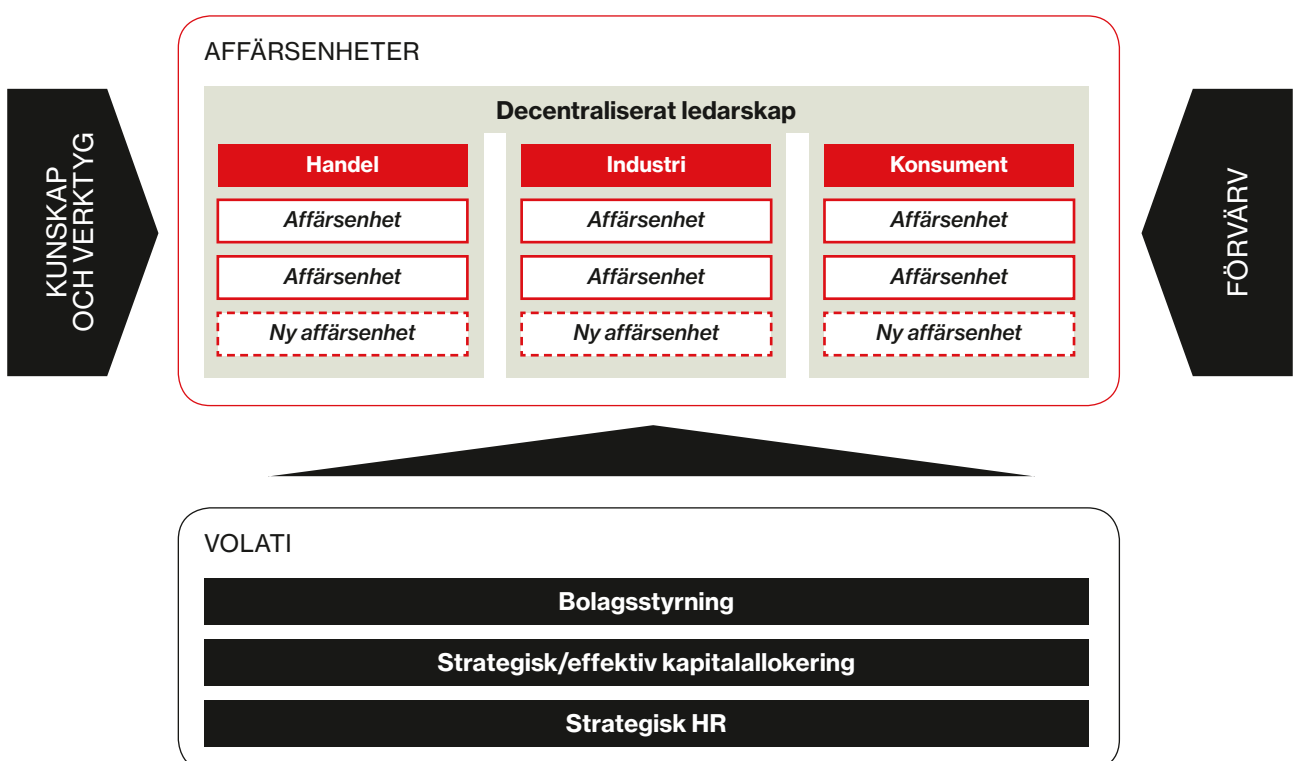 AFFÄRSENHETER
Decentraliserat ledarskap
Handel
Industri
Konsument
Affärsenhet
Affärsenhet
Affärsenhet
Affärsenhet
Affärsenhet
Affärsenhet
Ny affärsenhet
Ny affärsenhet
Ny affärsenhet
KUNSKAP
OCH VERKTYG
FÖRVÄRV
VOLATI
Bolagsstyrning
Strategisk/effektiv kapitalallokering
Strategisk HR